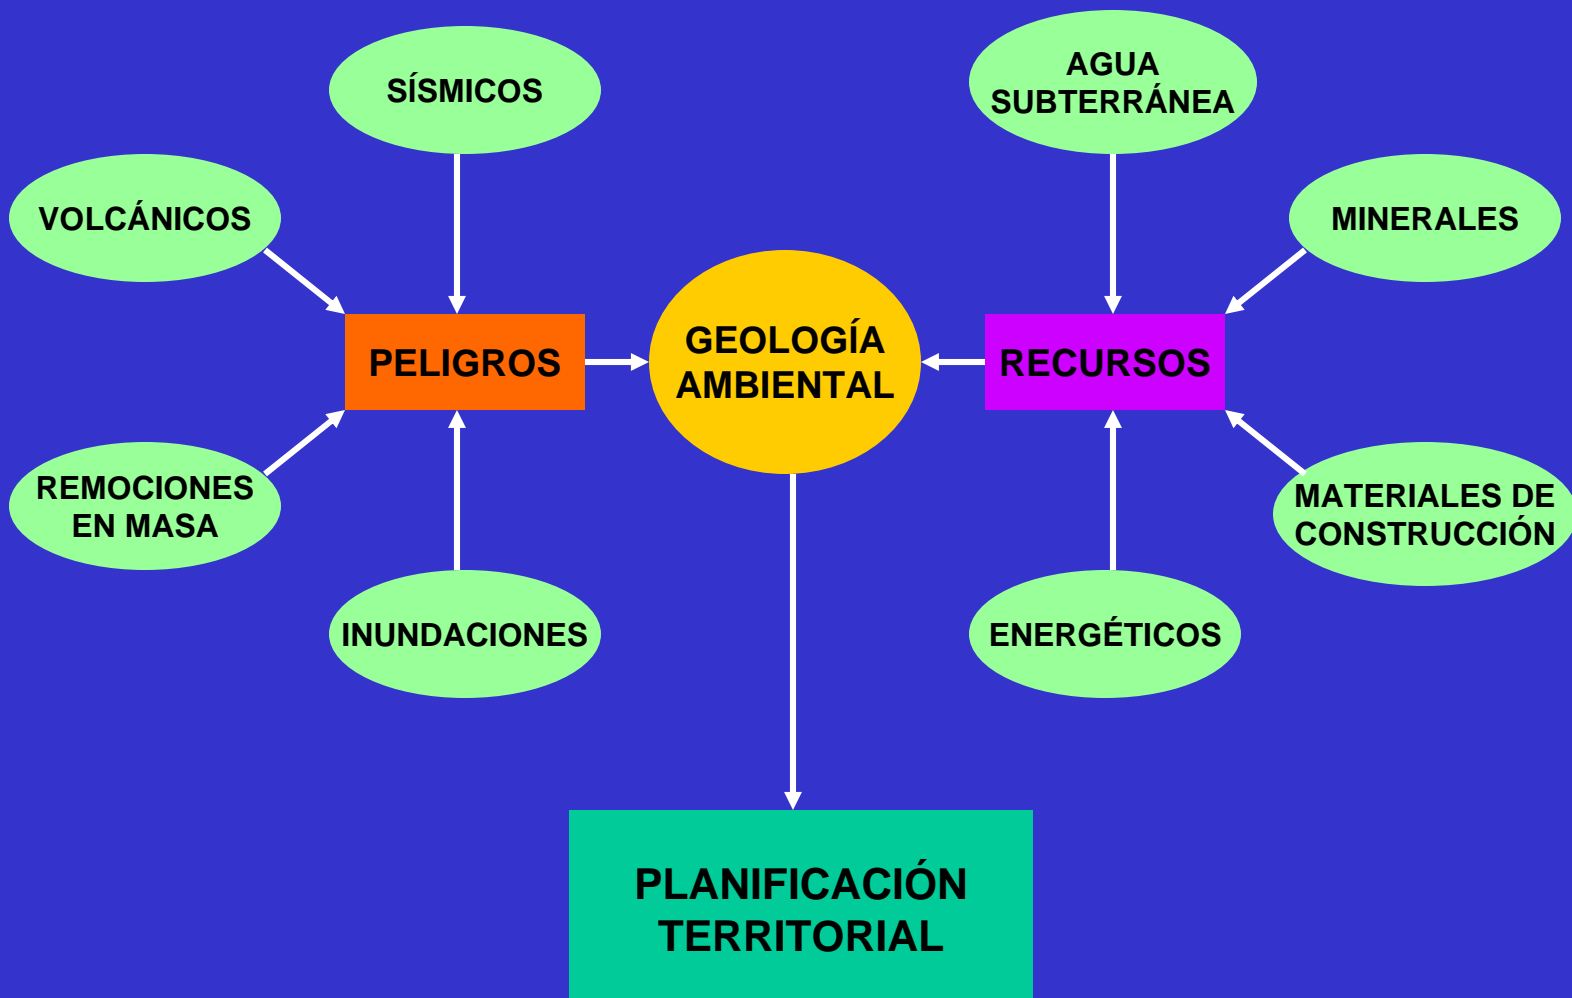 SÍSMICOS
AGUA
SUBTERRÁNEA
VOLCÁNICOS
MINERALES
GEOLOGÍA
AMBIENTAL
PELIGROS
RECURSOS
REMOCIONES
EN MASA
MATERIALES DE
CONSTRUCCIÓN
INUNDACIONES
ENERGÉTICOS
PLANIFICACIÓN
TERRITORIAL